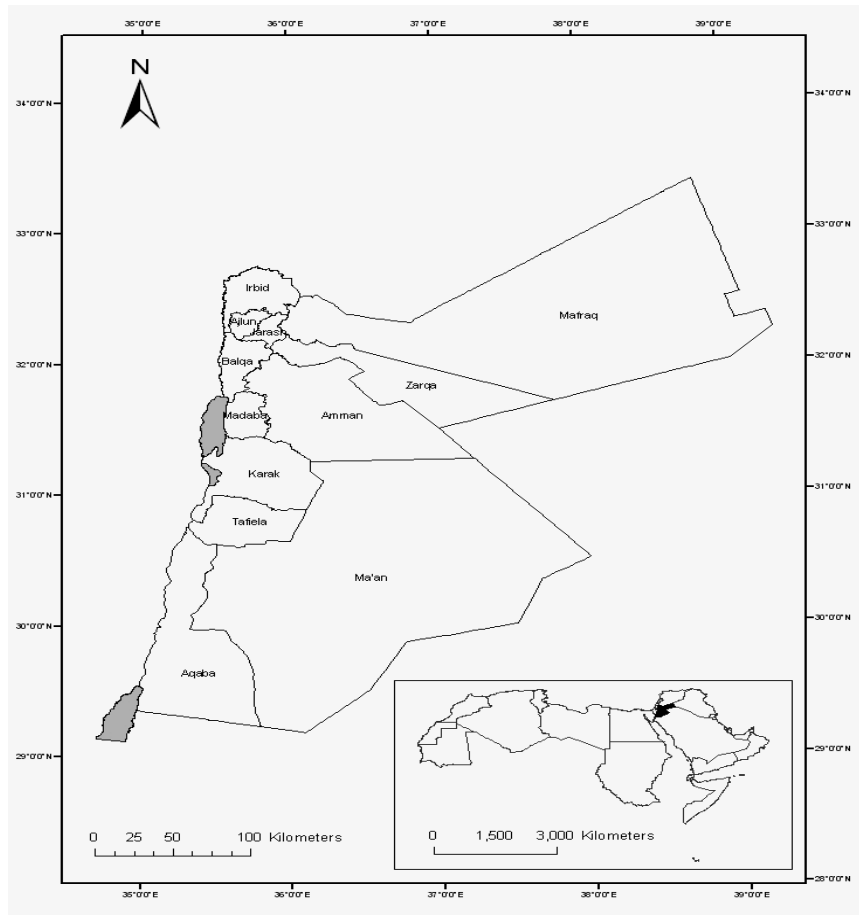 35°0'0"E 36°0'0"E 37°0'0"E 38°0'0"E 39°0'0"E
N
34°0'0"N 34°0'0"N
33°0'0"N 33°0'0"N
Irbid
Mafraq
Ajlun
Jarash
32°0'0"N 32°0'0"N
Balqa
Zarqa
Madaba
Amman
Karak
31°0'0"N 31°0'0"N
Tafiela
Ma'an
30°0'0"N 30°0'0"N
Aqaba
29°0'0"N 29°0'0"N
0 25 50 100 Kilometers
0 1,500 3,000 Kilometers
28°0'0"N
35°0'0"E 36°0'0"E 37°0'0"E 38°0'0"E 39°0'0"E